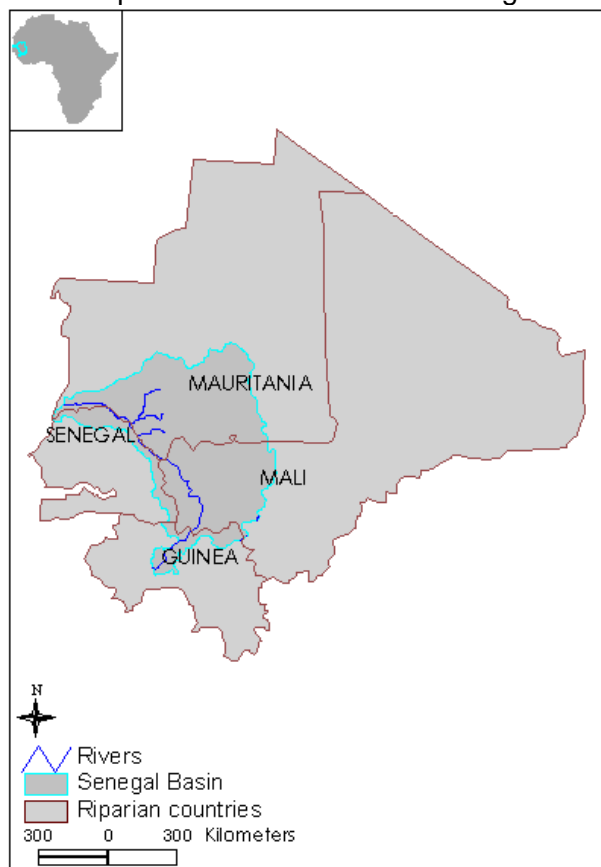 MAURITANIA
SENEGAL
MALI
GUINEA
N
Rivers
Senegal Basin
Riparian countries
300 0 300 Kilometers